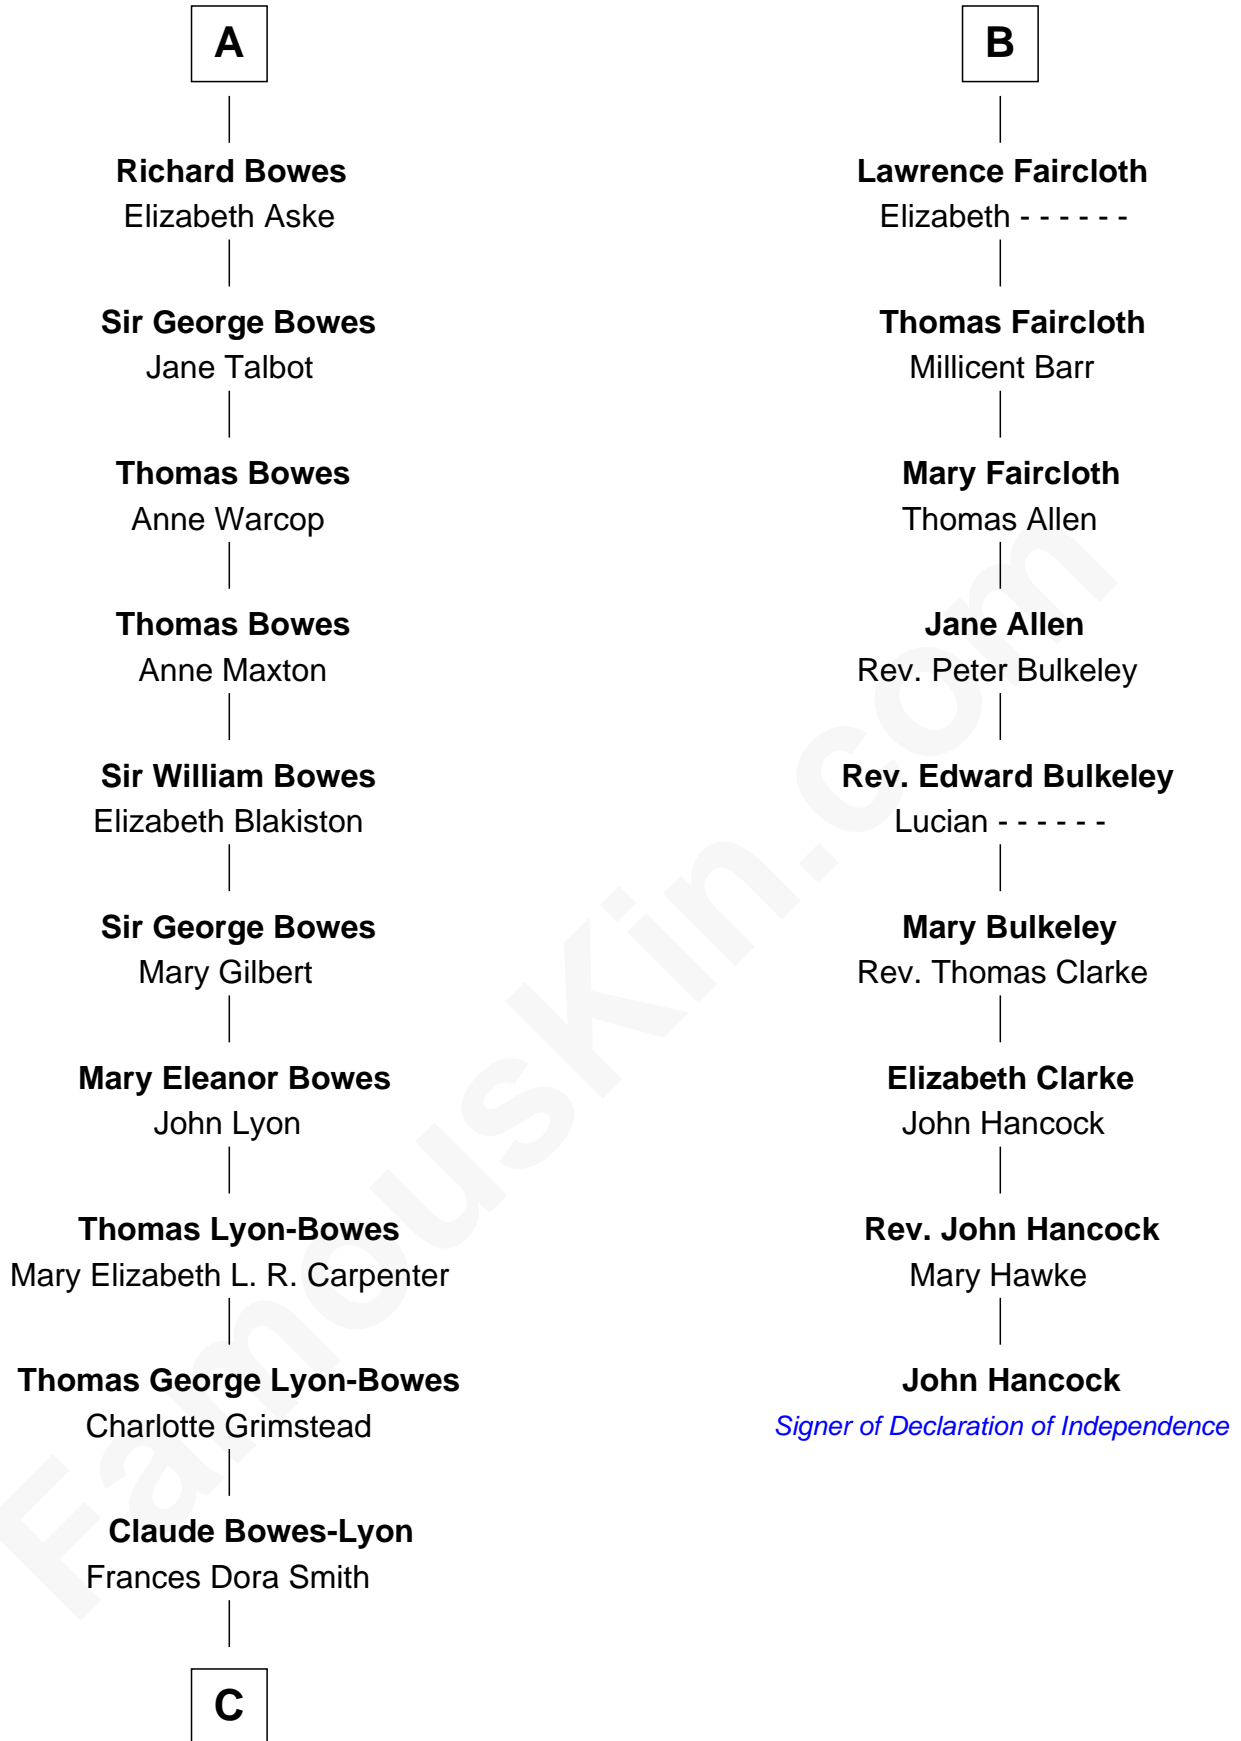 A
Richard Bowes
Elizabeth Aske
Sir George Bowes
Jane Talbot
Thomas Bowes
Anne Warcop
Thomas Bowes
Anne Maxton
Sir William Bowes
Elizabeth Blakiston
Sir George Bowes
Mary Gilbert
Mary Eleanor Bowes
John Lyon
Thomas Lyon-Bowes
Mary Elizabeth L. R. Carpenter
Thomas George Lyon-Bowes
Charlotte Grimstead
Claude Bowes-Lyon
Frances Dora Smith
C
B
Lawrence Faircloth
Elizabeth - - - - - -
Thomas Faircloth
Millicent Barr
Mary Faircloth
Thomas Allen
Jane Allen
Rev. Peter Bulkeley
Rev. Edward Bulkeley
Lucian - - - - - -
Mary Bulkeley
Rev. Thomas Clarke
Elizabeth Clarke
John Hancock
Rev. John Hancock
Mary Hawke
John Hancock
Signer of Declaration of Independence
FamousKin.com